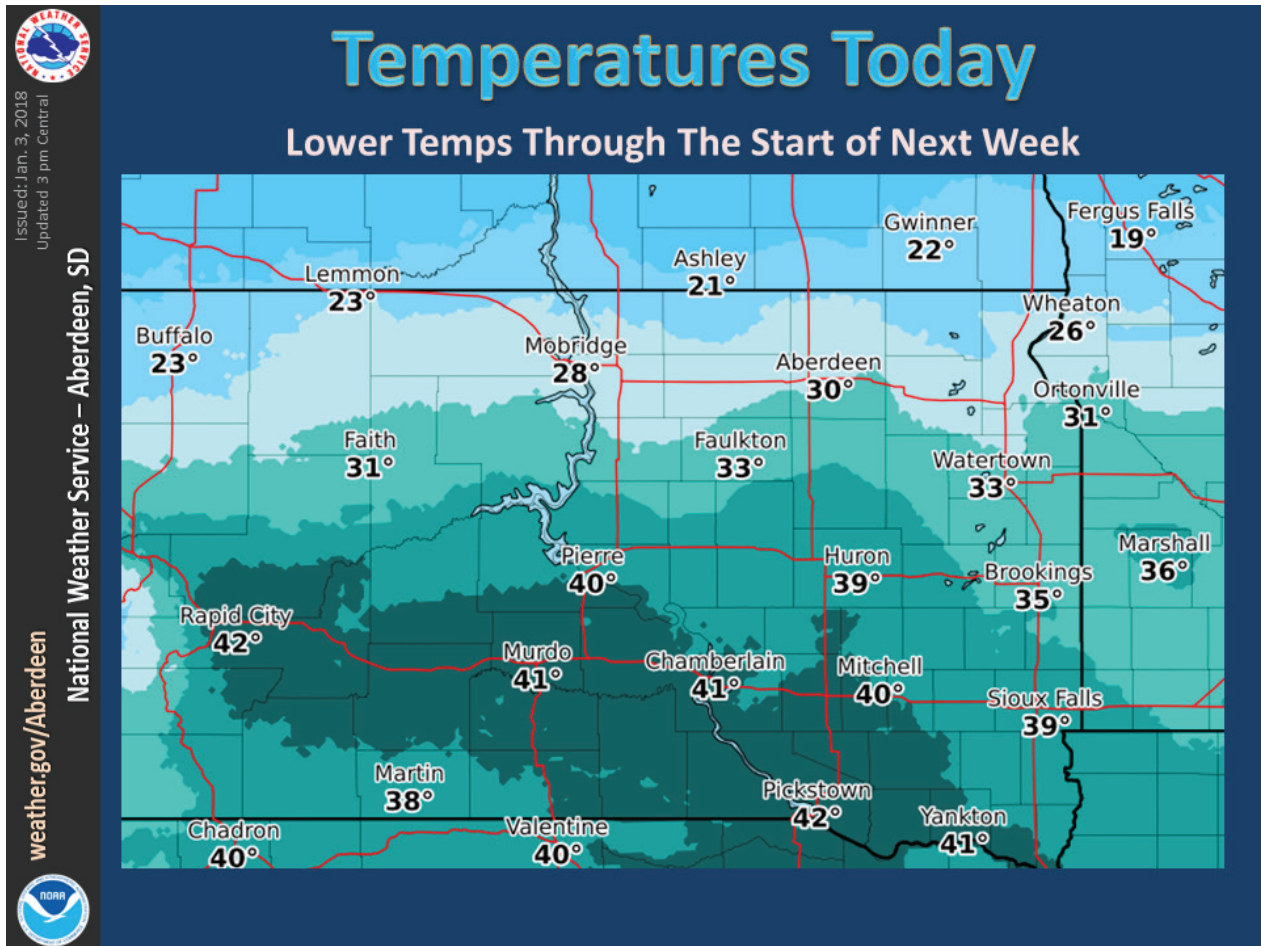 Temperatures Today
Lower Temps Through The Start of Next Week
NATIONAL WEATHER SERVICE
Issued: Jan. 3, 2018
Updated 3 pm Central
National Weather Service – Aberdeen, SD
weather.gov/Aberdeen
NOAA
Fergus Falls
19°
Gwinner
22°
Ashley
21°
Lemmon
23°
Wheaton
26°
Buffalo
23°
Mobridge
28°
Aberdeen
30°
Ortonville
31°
Faith
31°
Faulkton
33°
Watertown
33°
Marshall
36°
Pierre
40°
Huron
39°
Brookings
35°
Rapid City
42°
Murdo
41°
Chamberlain
41°
Mitchell
40°
Sioux Falls
39°
Martin
38°
Pickstown
42°
Yankton
41°
Chadron
40°
Valentine
40°